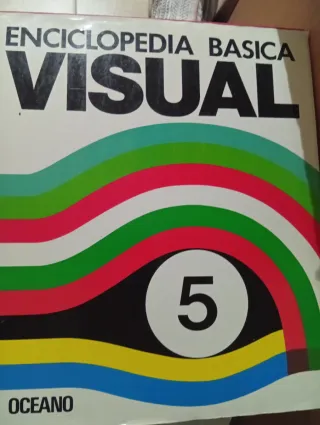 ENCICLOPEDIA BASICA
VISUAL
5
OCEANO